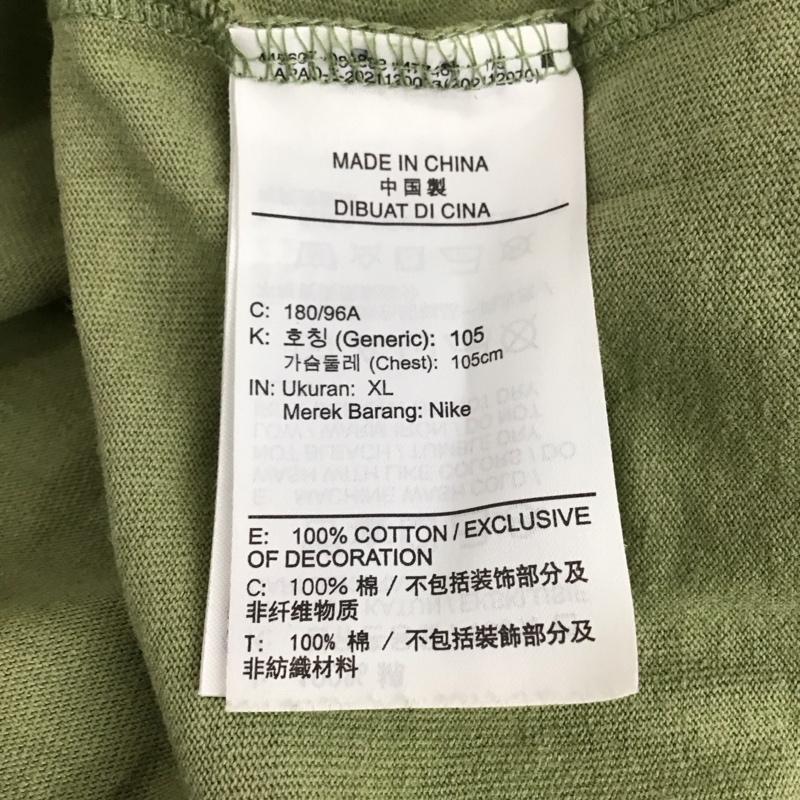 MADE IN CHINA
中国製
DIBUAT DI CINA
C: 180/96A
K: 호칭 (Generic): 105
가슴둘레 (Chest): 105cm
IN: Ukuran: XL
Merek Barang: Nike
E: 100% COTTON / EXCLUSIVE
OF DECORATION
C: 100% 棉 / 不包括装饰部分及
非纤维物质
T: 100% 棉 / 不包括裝飾部分及
非紡織材料